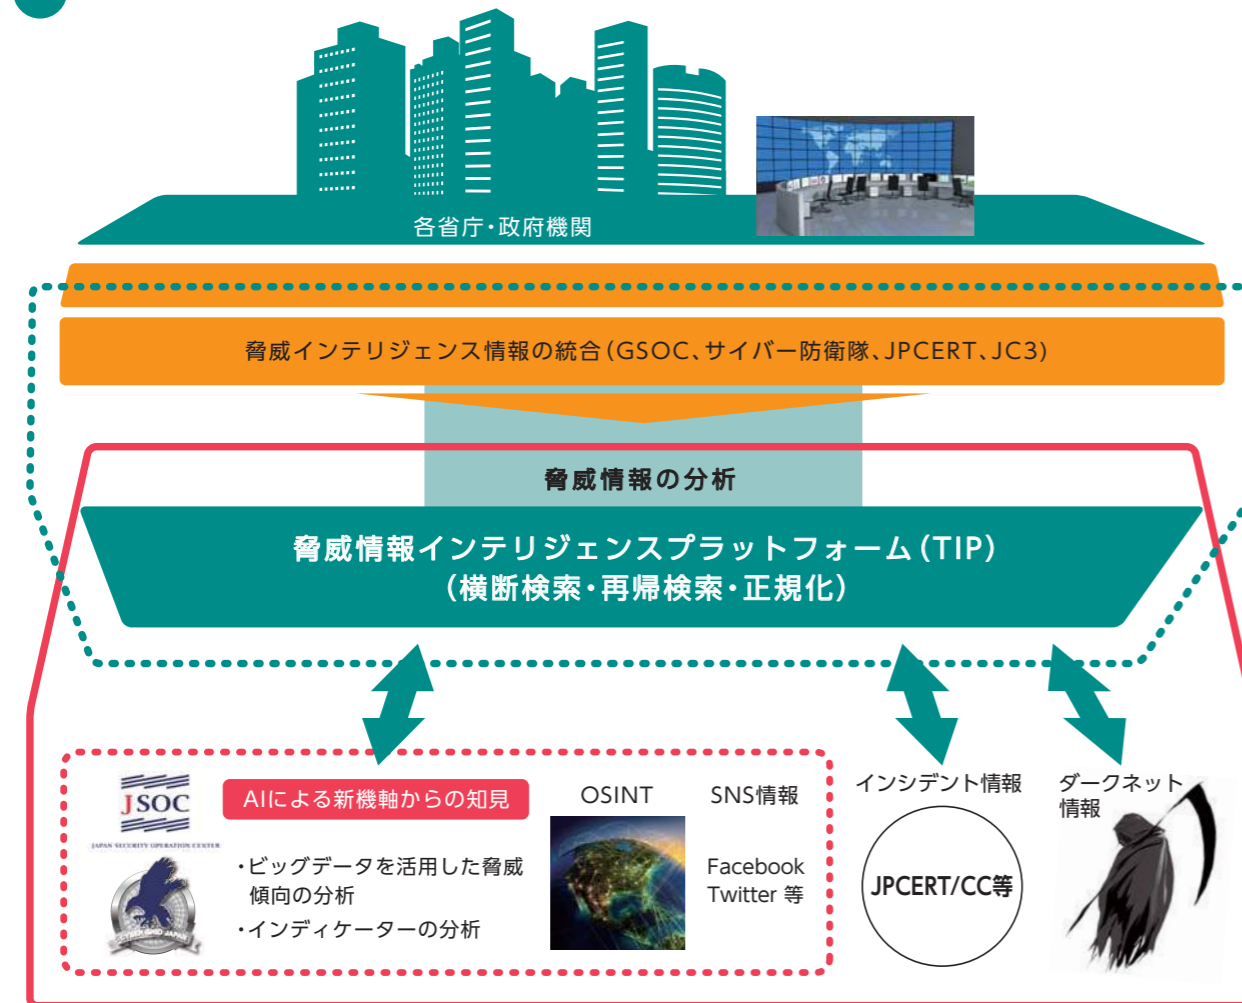 各省庁・政府機関
脅威インテリジェンス情報の統合(GSOC、サイバー防衛隊、JPCERT、JC3)
脅威情報の分析
脅威情報インテリジェンスプラットフォーム(TIP)
(横断検索・再帰検索・正規化)
JSOC
JAPAN SECURITY OPERATION CENTER
CYBER GRID JAPAN
AIによる新機軸からの知見
・ビッグデータを活用した脅威
傾向の分析
・インディケーターの分析
OSINT
SNS情報
Facebook
Twitter 等
インシデント情報
JPCERT/CC等
ダークネット
情報